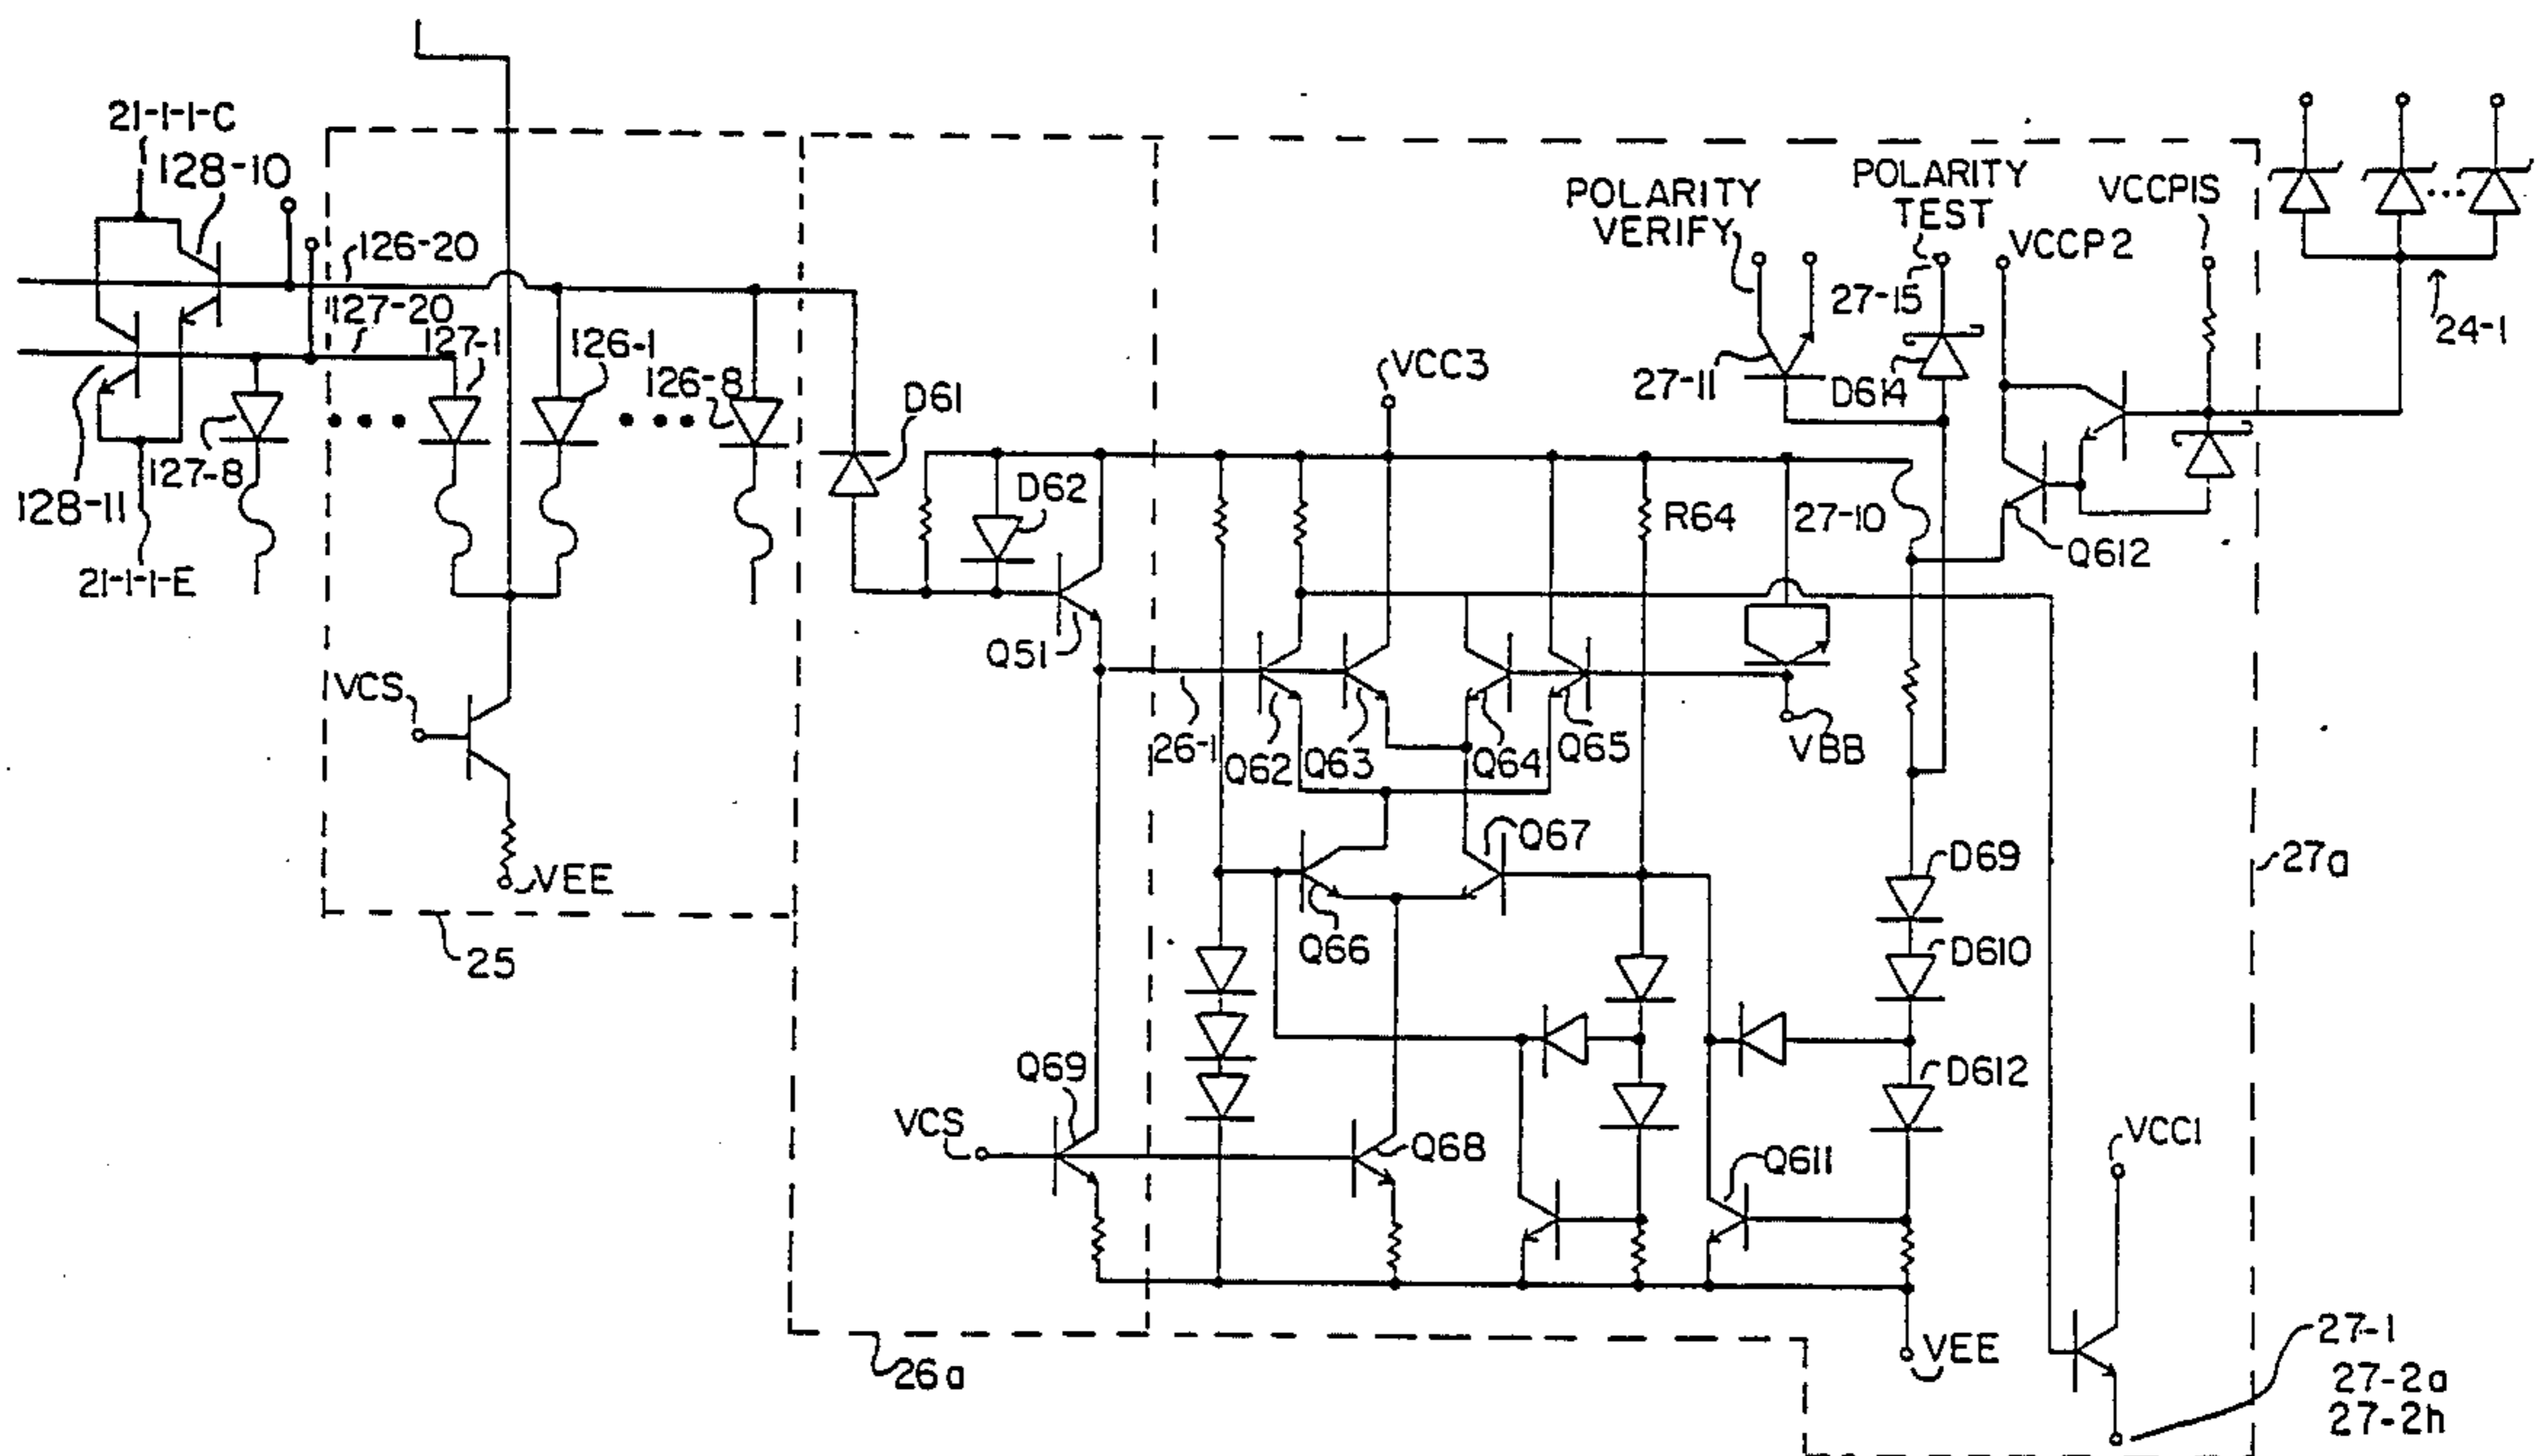 21-1-1-C
128-10
126-20
127-20
127-1
126-1
126-8
127-8
128-11
21-1-1-E
VCS
VEE
25
D61
D62
Q51
VCC3
R64
POLARITY
VERIFY
POLARITY
TEST
27-15
27-11
D614
VCCP2
VCCPIS
24-1
27-10
Q612
26-1
Q62
Q63
Q64
Q65
VBB
Q66
Q67
D69
27a
D610
D612
Q69
VCS
Q68
Q611
VCC1
VEE
26a
27-1
27-2a
27-2h